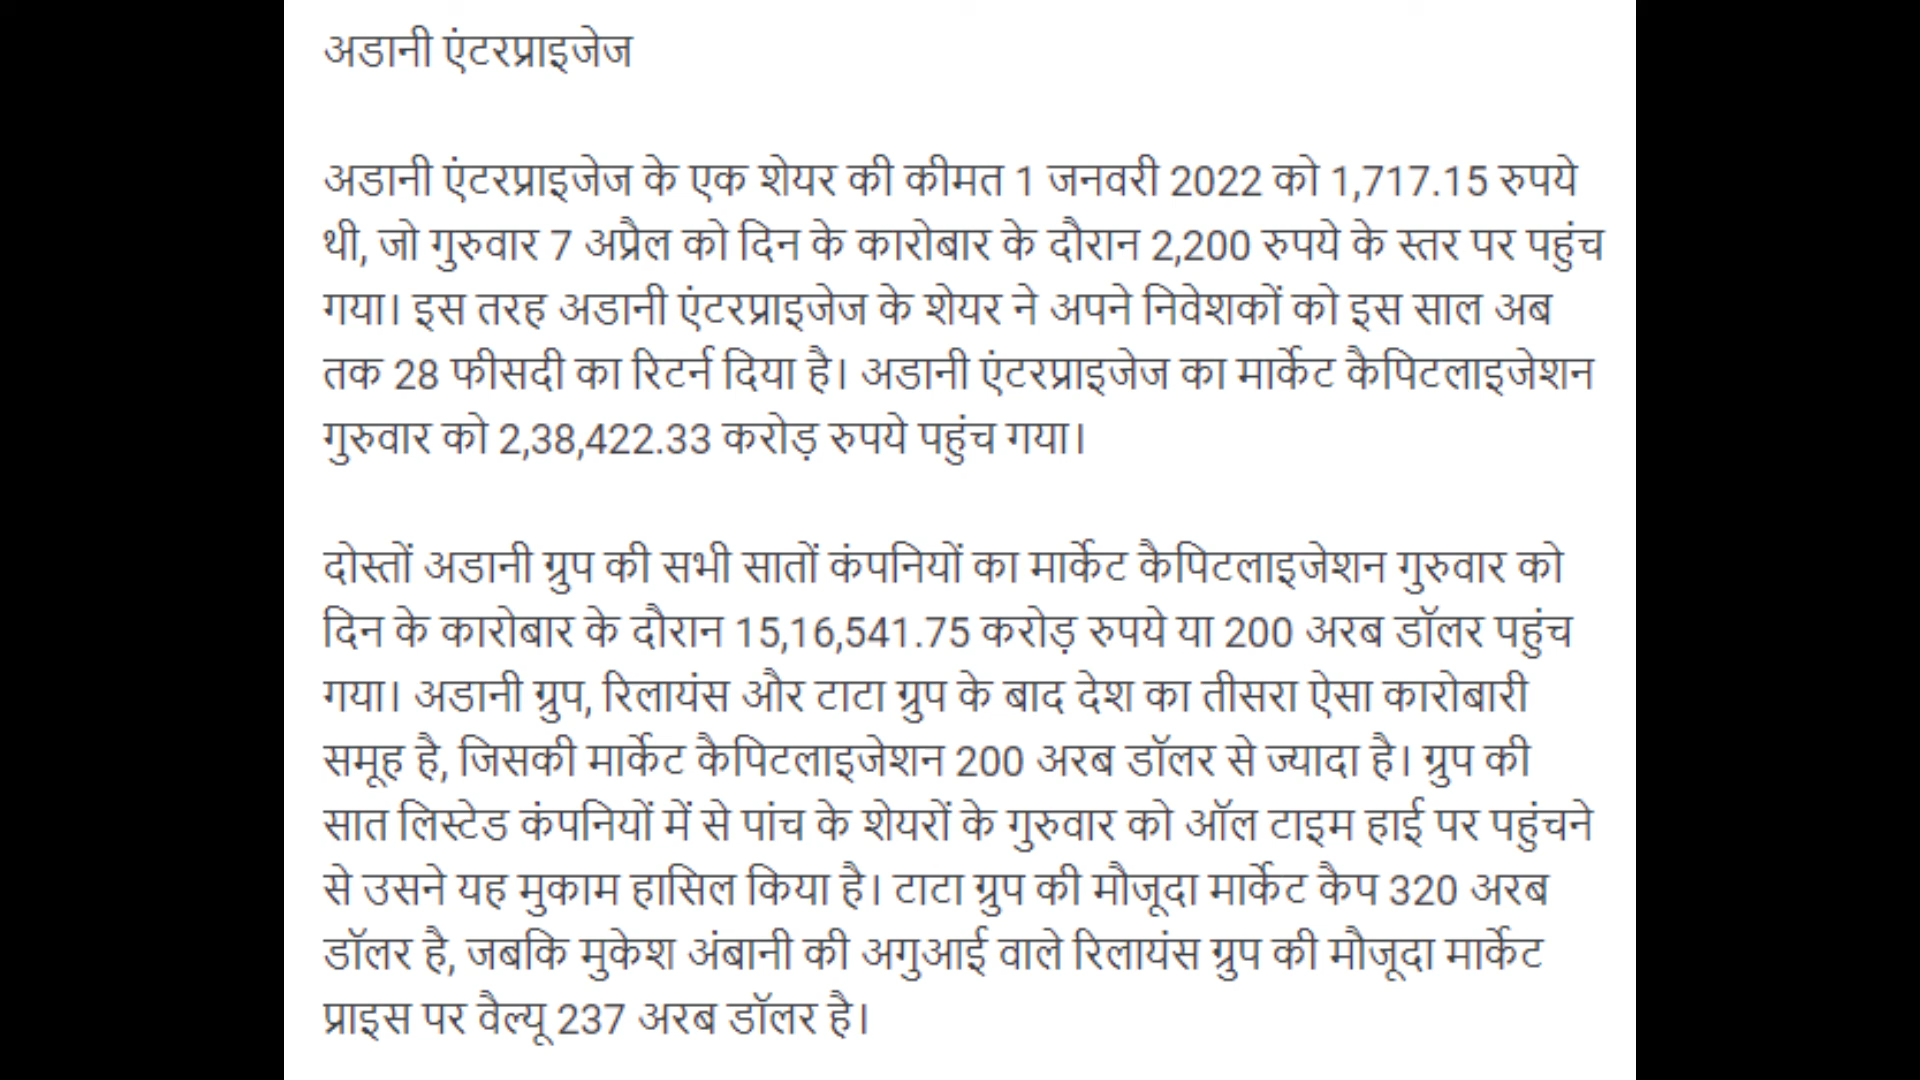 अडानी एंटरप्राइजेज
अडानी एंटरप्राइजेज के एक शेयर की कीमत 1 जनवरी 2022 को 1,717.15 रुपये
थी, जो गुरुवार 7 अप्रैल को दिन के कारोबार के दौरान 2,200 रुपये के स्तर पर पहुंच
गया। इस तरह अडानी एंटरप्राइजेज के शेयर ने अपने निवेशकों को इस साल अब
तक 28 फीसदी का रिटर्न दिया है। अडानी एंटरप्राइजेज का मार्केट कैपिटलाइजेशन
गुरुवार को 2,38,422.33 करोड़ रुपये पहुंच गया।
दोस्तों अडानी ग्रुप की सभी सातों कंपनियों का मार्केट कैपिटलाइजेशन गुरुवार को
दिन के कारोबार के दौरान 15,16,541.75 करोड़ रुपये या 200 अरब डॉलर पहुंच
गया। अडानी ग्रुप, रिलायंस और टाटा ग्रुप के बाद देश का तीसरा ऐसा कारोबारी
समूह है, जिसकी मार्केट कैपिटलाइजेशन 200 अरब डॉलर से ज्यादा है। ग्रुप की
सात लिस्टेड कंपनियों में से पांच के शेयरों के गुरुवार को ऑल टाइम हाई पर पहुंचने
से उसने यह मुकाम हासिल किया है। टाटा ग्रुप की मौजूदा मार्केट कैप 320 अरब
डॉलर है, जबकि मुकेश अंबानी की अगुआई वाले रिलायंस ग्रुप की मौजूदा मार्केट
प्राइस पर वैल्यू 237 अरब डॉलर है।